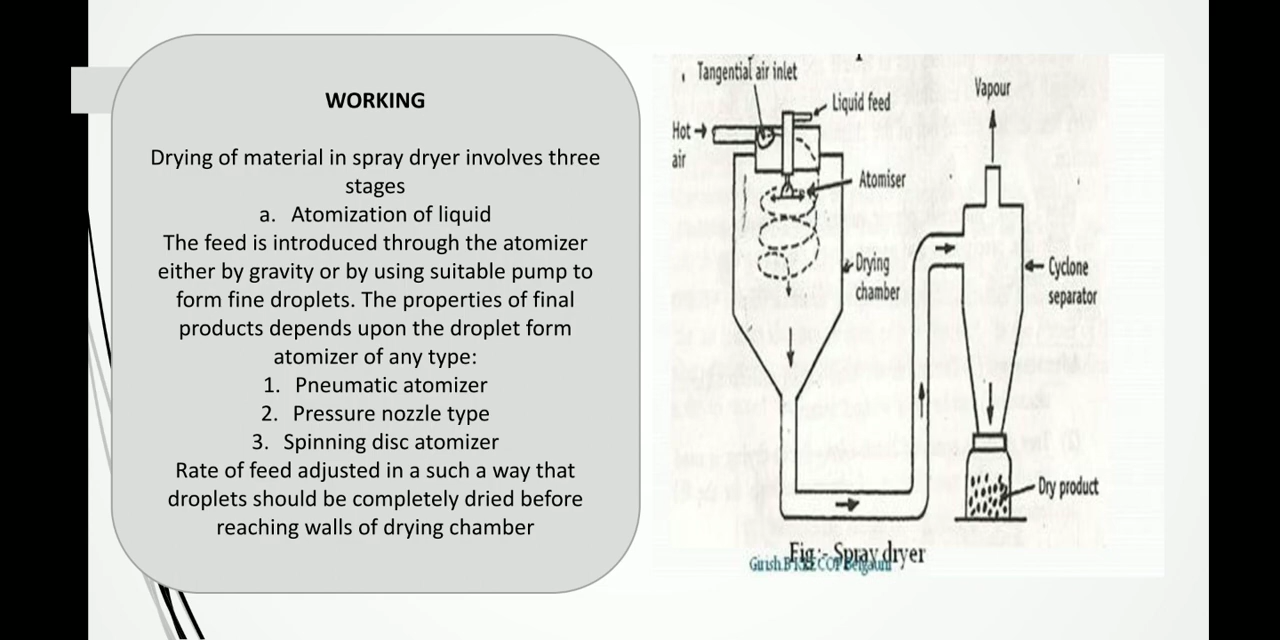 WORKING
Drying of material in spray dryer involves three
stages
a. Atomization of liquid
The feed is introduced through the atomizer
either by gravity or by using suitable pump to
form fine droplets. The properties of final
products depends upon the droplet form
atomizer of any type:
1. Pneumatic atomizer
2. Pressure nozzle type
3. Spinning disc atomizer
Rate of feed adjusted in a such a way that
droplets should be completely dried before
reaching walls of drying chamber
Tangential air inlet
Liquid feed
Hot
air
Atomiser
Drying
chamber
Vapour
Cyclone
separator
Dry product
Fig:- Spray dryer
Girish.B